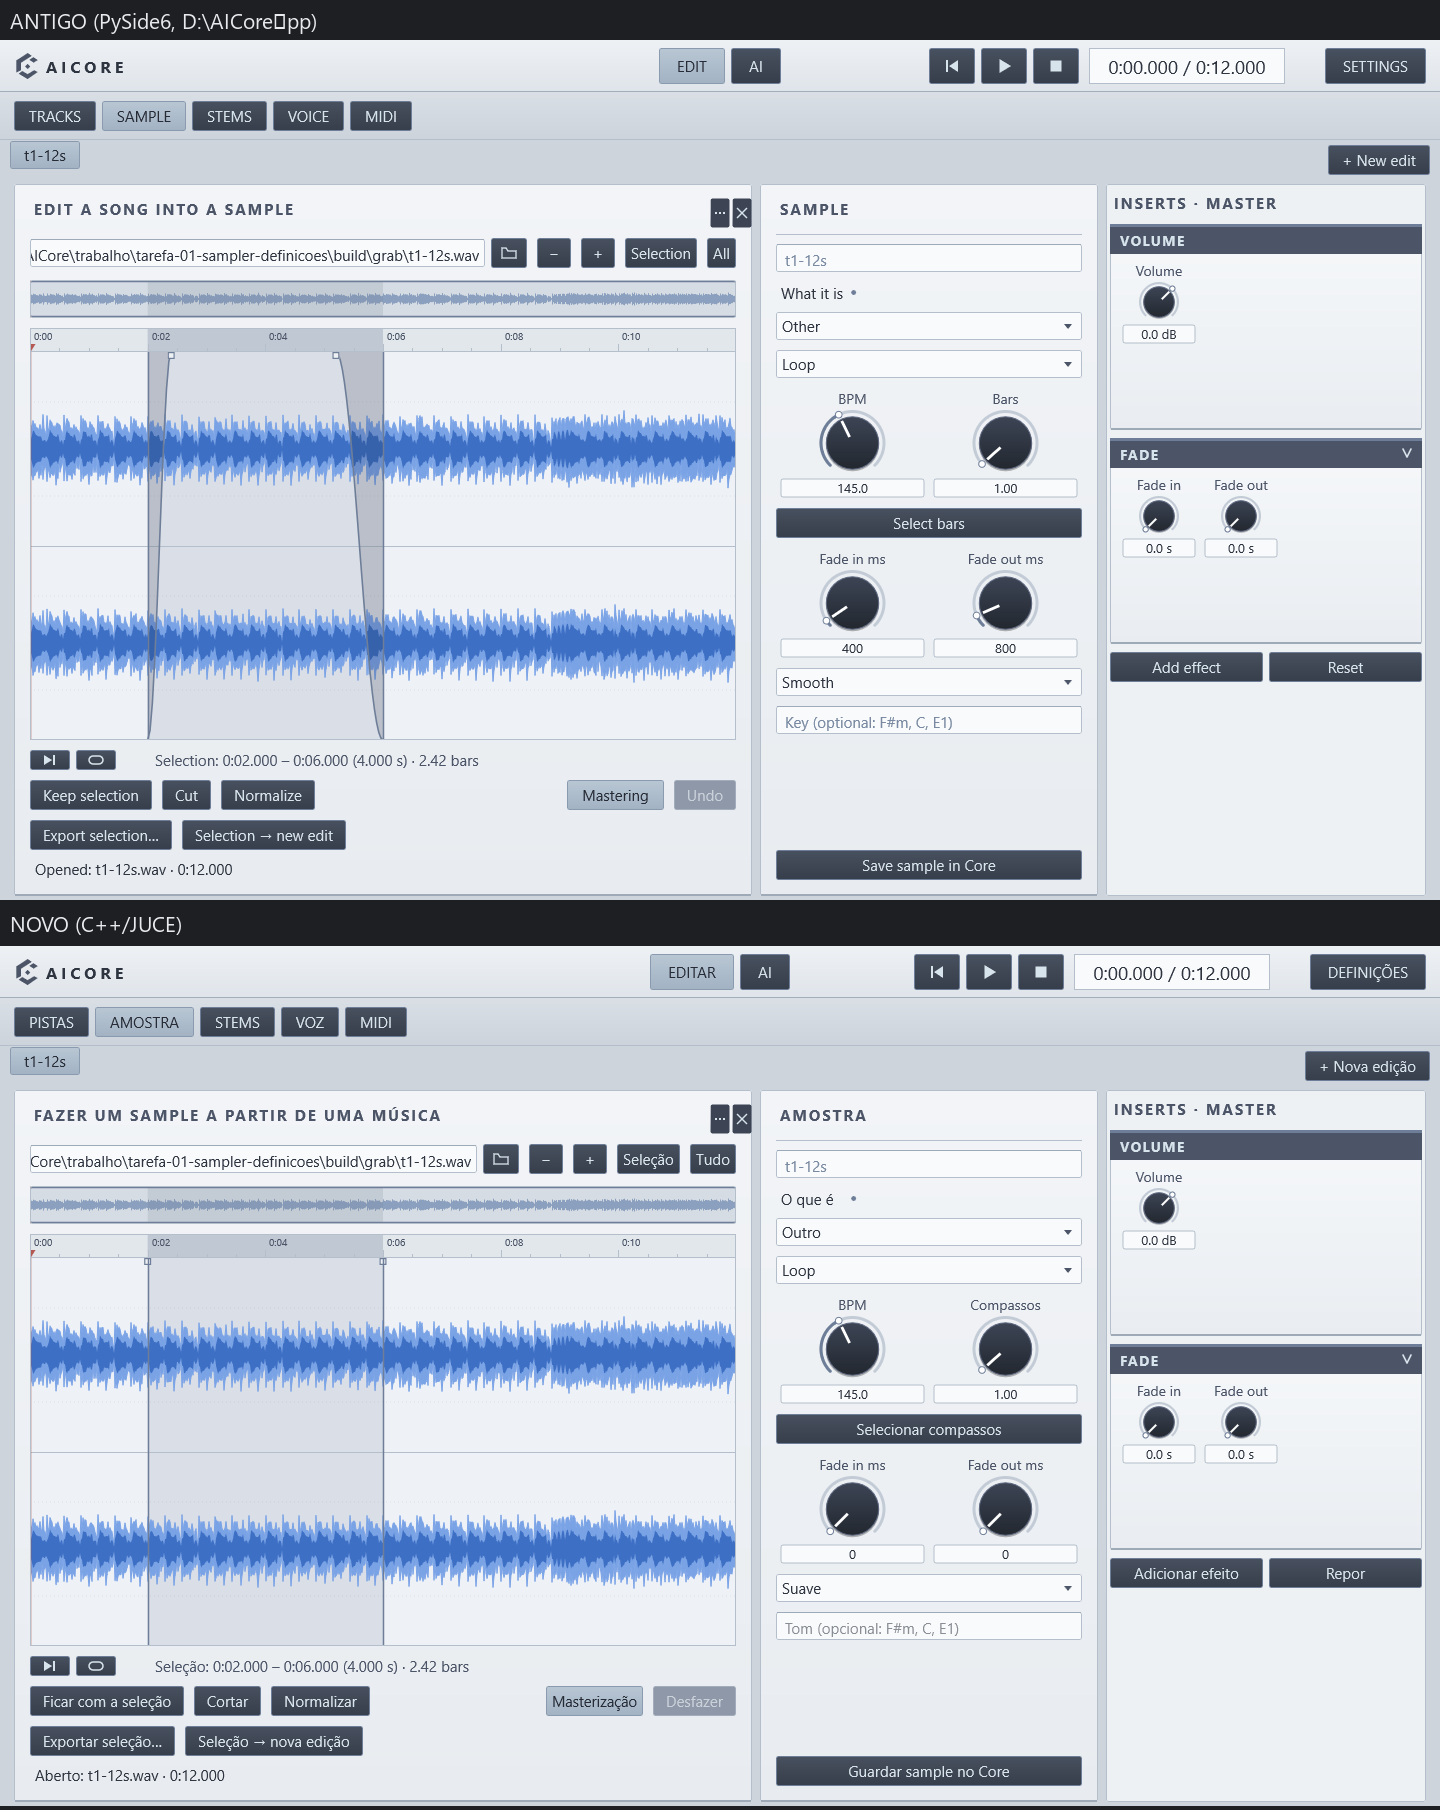 ANTIGO (PySide6, D:\AICore▯pp)
AICORE
EDIT
AI
0:00.000 / 0:12.000
SETTINGS
TRACKS
SAMPLE
STEMS
VOICE
MIDI
t1-12s
+ New edit
EDIT A SONG INTO A SAMPLE
\ICore\trabalho\tarefa-01-sampler-definicoes\build\grab\t1-12s.wav
−
+
Selection
All
0:00
0:02
0:04
0:06
0:08
0:10
Selection: 0:02.000 – 0:06.000 (4.000 s) · 2.42 bars
Keep selection
Cut
Normalize
Mastering
Undo
Export selection...
Selection → new edit
Opened: t1-12s.wav · 0:12.000
SAMPLE
t1-12s
What it is
Other
Loop
BPM
Bars
145.0
1.00
Select bars
Fade in ms
Fade out ms
400
800
Smooth
Key (optional: F#m, C, E1)
Save sample in Core
INSERTS · MASTER
VOLUME
Volume
0.0 dB
FADE
Fade in
Fade out
0.0 s
0.0 s
Add effect
Reset
NOVO (C++/JUCE)
AICORE
EDITAR
AI
0:00.000 / 0:12.000
DEFINIÇÕES
PISTAS
AMOSTRA
STEMS
VOZ
MIDI
t1-12s
+ Nova edição
FAZER UM SAMPLE A PARTIR DE UMA MÚSICA
Core\trabalho\tarefa-01-sampler-definicoes\build\grab\t1-12s.wav
−
+
Seleção
Tudo
0:00
0:02
0:04
0:06
0:08
0:10
Seleção: 0:02.000 – 0:06.000 (4.000 s) · 2.42 bars
Ficar com a seleção
Cortar
Normalizar
Masterização
Desfazer
Exportar seleção...
Seleção → nova edição
Aberto: t1-12s.wav · 0:12.000
AMOSTRA
t1-12s
O que é
Outro
Loop
BPM
Compassos
145.0
1.00
Selecionar compassos
Fade in ms
Fade out ms
0
0
Suave
Tom (opcional: F#m, C, E1)
Guardar sample no Core
INSERTS · MASTER
VOLUME
Volume
0.0 dB
FADE
Fade in
Fade out
0.0 s
0.0 s
Adicionar efeito
Repor